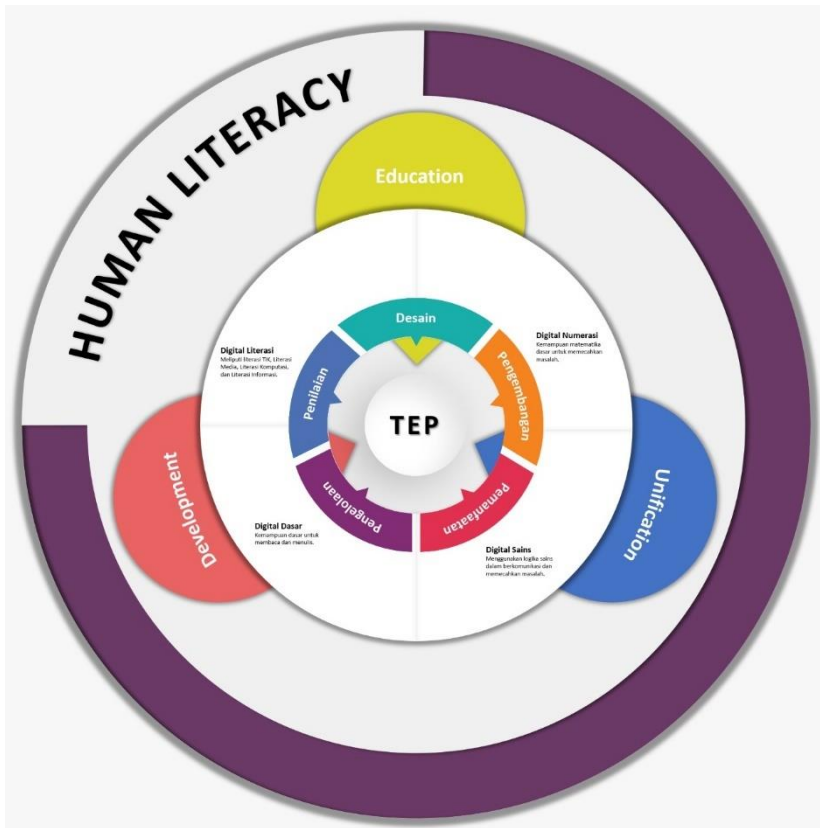 HUMAN LITERACY
Education
Desain
Digital Literasi
Meliputi literasi TIK, Literasi
Media, Literasi Komputasi,
dan Literasi Informasi.
Digital Numerasi
Kemampuan matematika
dasar untuk memecahkan
masalah.
Penilaian
Pengembangan
TEP
Development
Pengelolaan
Pemanfaatan
Unification
Digital Dasar
Kemampuan dasar untuk
membaca dan menulis.
Digital Sains
Menggunakan logika sains
dalam berkomunikasi dan
memecahkan masalah.